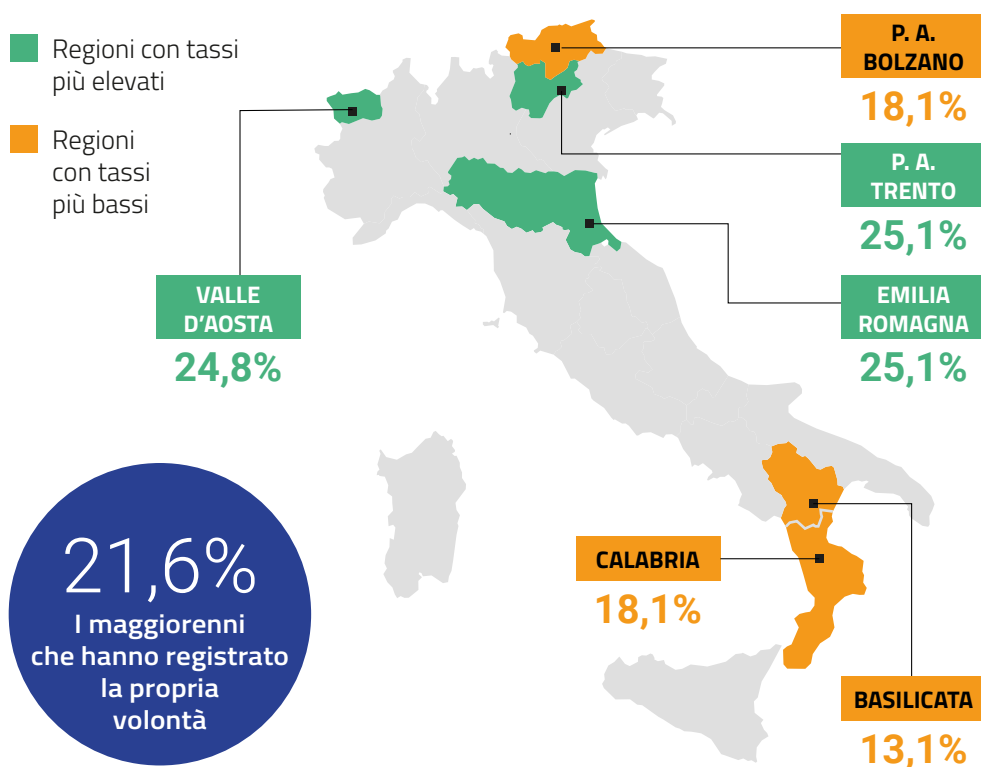 Regioni con tassi
più elevati
Regioni
con tassi
più bassi
P. A.
BOLZANO
18,1%
P. A.
TRENTO
25,1%
EMILIA
ROMAGNA
25,1%
VALLE
D'AOSTA
24,8%
21,6%
I maggiorenni
che hanno registrato
la propria
volontà
CALABRIA
18,1%
BASILICATA
13,1%